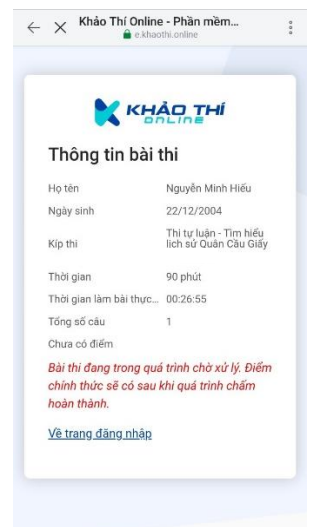 Khảo Thí Online - Phần mềm...
e.khaothi.online
KHẢO THÍ
ONLINE
Thông tin bài thi
Họ tên Nguyễn Minh Hiếu
Ngày sinh 22/12/2004
Kíp thi Thi tự luận - Tìm hiểu
lịch sử Quân Cầu Giấy
Thời gian 90 phút
Thời gian làm bài thực... 00:26:55
Tổng số câu 1
Chưa có điểm
Bài thi đang trong quá trình chờ xử lý. Điểm
chính thức sẽ có sau khi quá trình chấm
hoàn thành.
Về trang đăng nhập